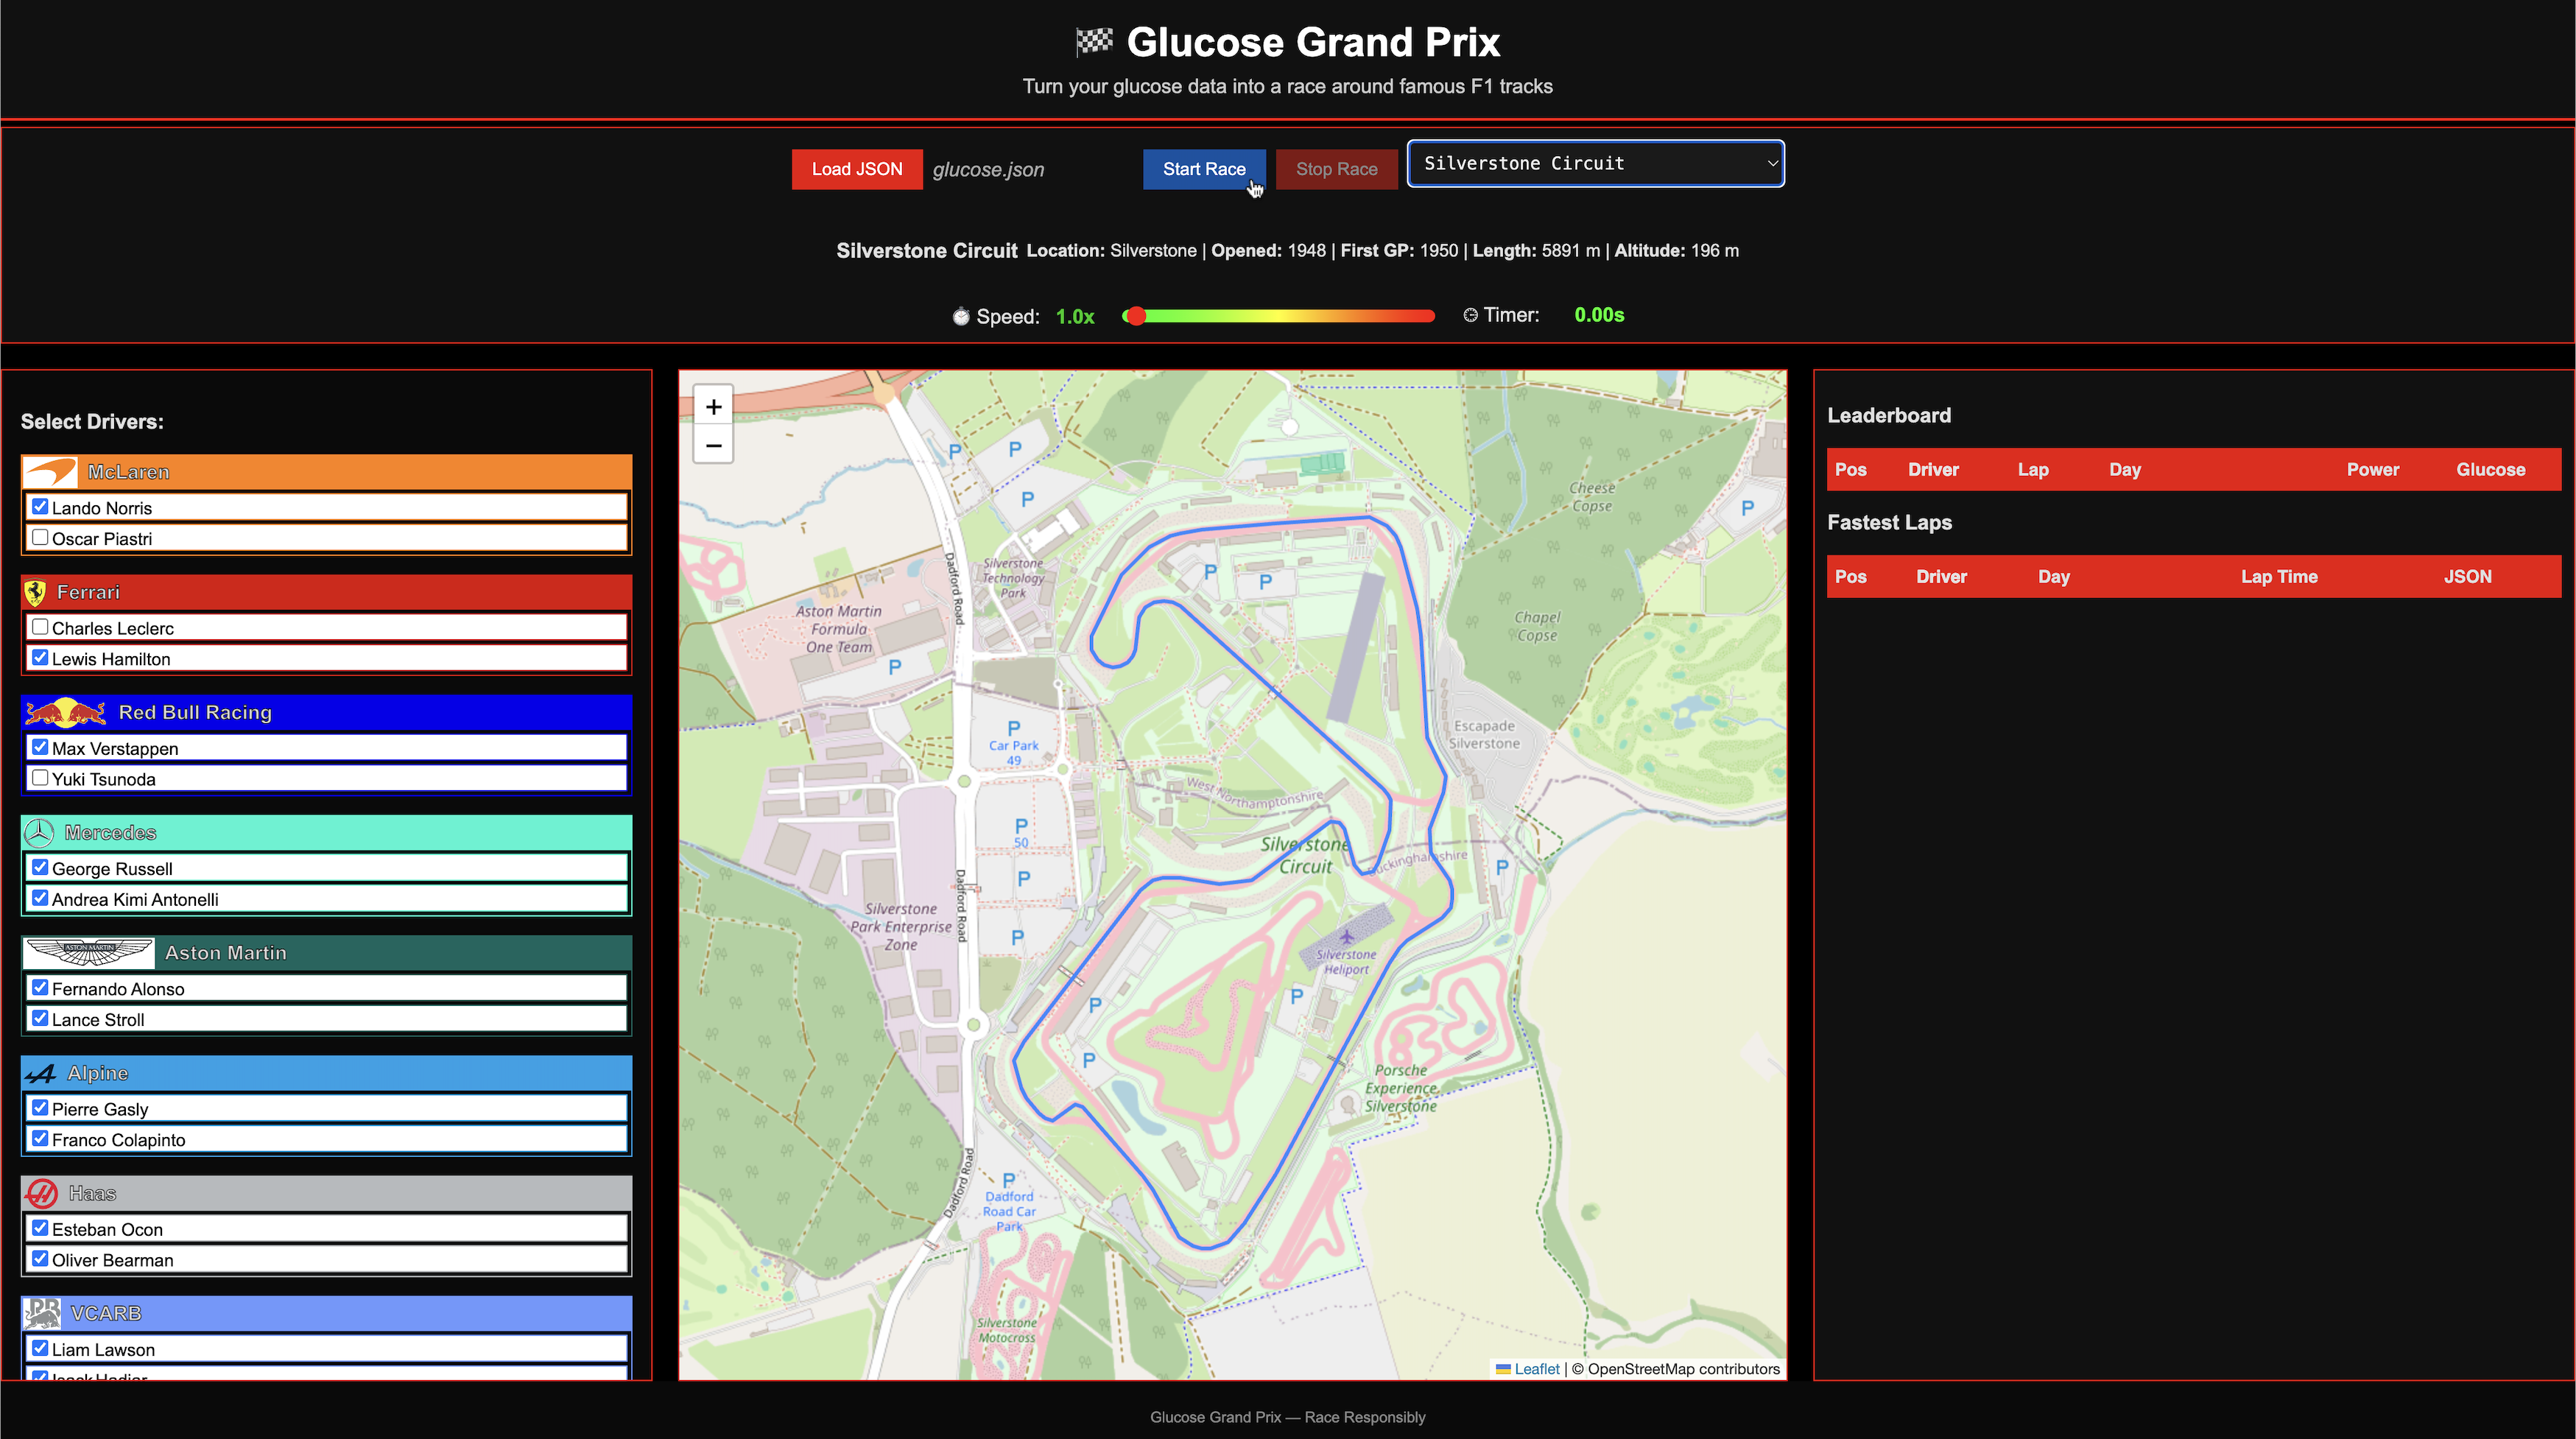 Glucose Grand Prix
Turn your glucose data into a race around famous F1 tracks
Load JSON glucose.json Start Race Stop Race Silverstone Circuit
Silverstone Circuit Location: Silverstone | Opened: 1948 | First GP: 1950 | Length: 5891 m | Altitude: 196 m
Speed: 1.0x Timer: 0.00s
Select Drivers:
McLaren
Lando Norris
Oscar Piastri
Ferrari
Charles Leclerc
Lewis Hamilton
Red Bull Racing
Max Verstappen
Yuki Tsunoda
Mercedes
George Russell
Andrea Kimi Antonelli
ASTON MARTIN
Aston Martin
Fernando Alonso
Lance Stroll
Alpine
Pierre Gasly
Franco Colapinto
Haas
Esteban Ocon
Oliver Bearman
VCARB
Liam Lawson
Isack Hadjar
+
−
P
P
P
P
Cheese
Copse
Dadford Road
Silverstone
Technology
Park
P
P
Aston Martin
Formula
One Team
P
Chapel
Copse
Escapade
Silverstone
P
Car Park
49
West Northamptonshire
P
50
Silverstone
Circuit
Buckinghamshire
P
P
Dadford Road
Silverstone
Park Enterprise
Zone
P
Silverstone
Heliport
P
P
P
Porsche
Experience
Silverstone
Dadford Road
P
Dadford
Road Car
Park
Silverstone
Motocross
Leaflet | © OpenStreetMap contributors
Leaderboard
Pos Driver Lap Day Power Glucose
Fastest Laps
Pos Driver Day Lap Time JSON
Glucose Grand Prix — Race Responsibly